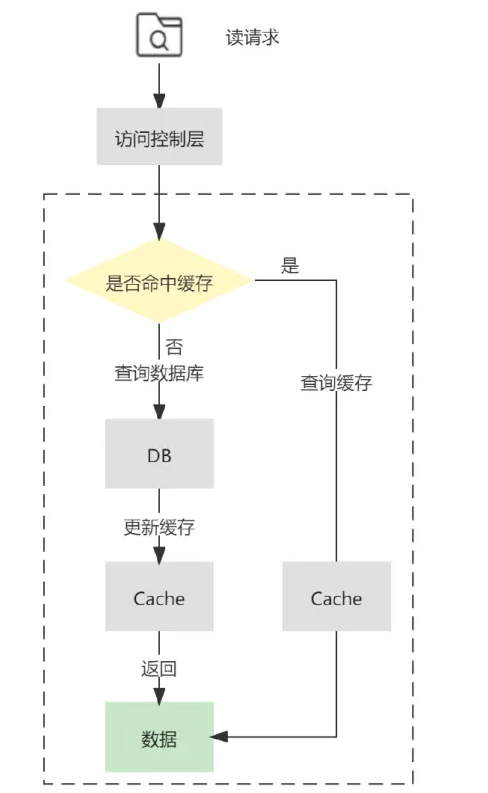 读请求
访问控制层
是否命中缓存
是
否
查询数据库
查询缓存
DB
更新缓存
Cache
Cache
返回
数据